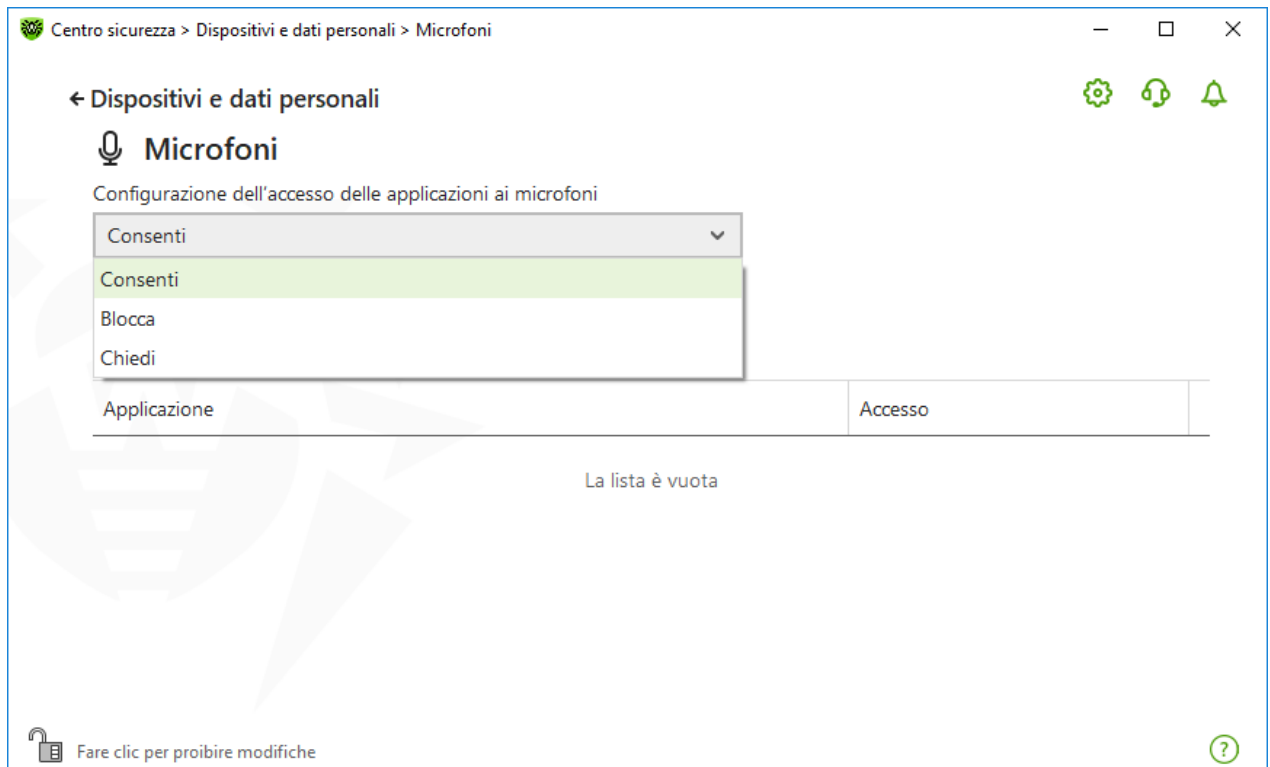 Centro sicurezza > Dispositivi e dati personali > Microfoni
Dispositivi e dati personali
Microfoni
Configurazione dell'accesso delle applicazioni ai microfoni
Consenti
Consenti
Blocca
Chiedi
Applicazione Accesso
La lista è vuota
Fare clic per proibire modifiche
?